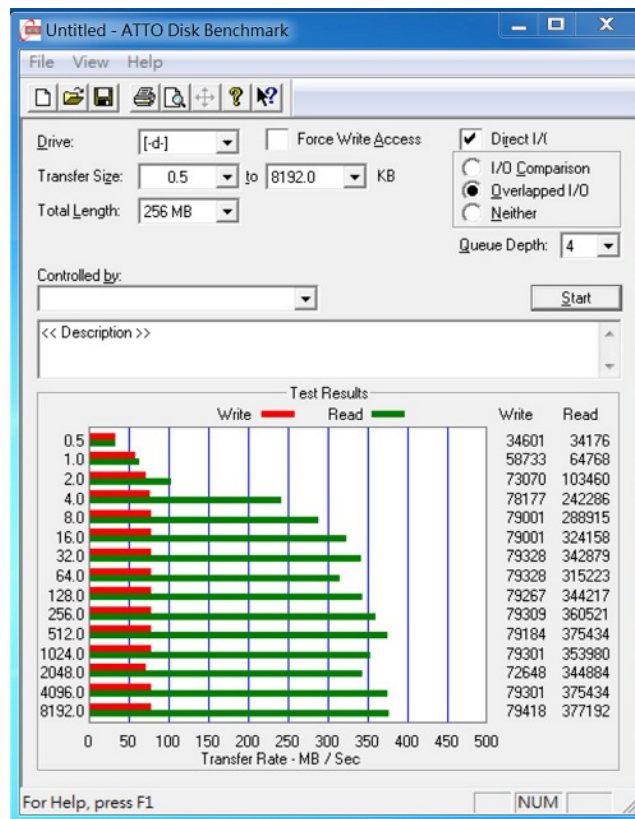 Untitled - ATTO Disk Benchmark
File View Help
Drive: [-d-] Force Write Access Direct I/(
Transfer Size: 0.5 to 8192.0 KB I/O Comparison
Overlapped I/O
Total Length: 256 MB Neither
Queue Depth: 4
Controlled by:
Start
<< Description >>
Test Results
Write Read Write Read
0.5 34601 34176
1.0 58733 64768
2.0 73070 103460
4.0 78177 242286
8.0 79001 288915
16.0 79001 324158
32.0 79328 342879
64.0 79328 315223
128.0 79267 344217
256.0 79309 360521
512.0 79184 375434
1024.0 79301 353980
2048.0 72648 344884
4096.0 79301 375434
8192.0 79418 377192
0 50 100 150 200 250 300 350 400 450 500
Transfer Rate - MB / Sec
For Help, press F1 NUM